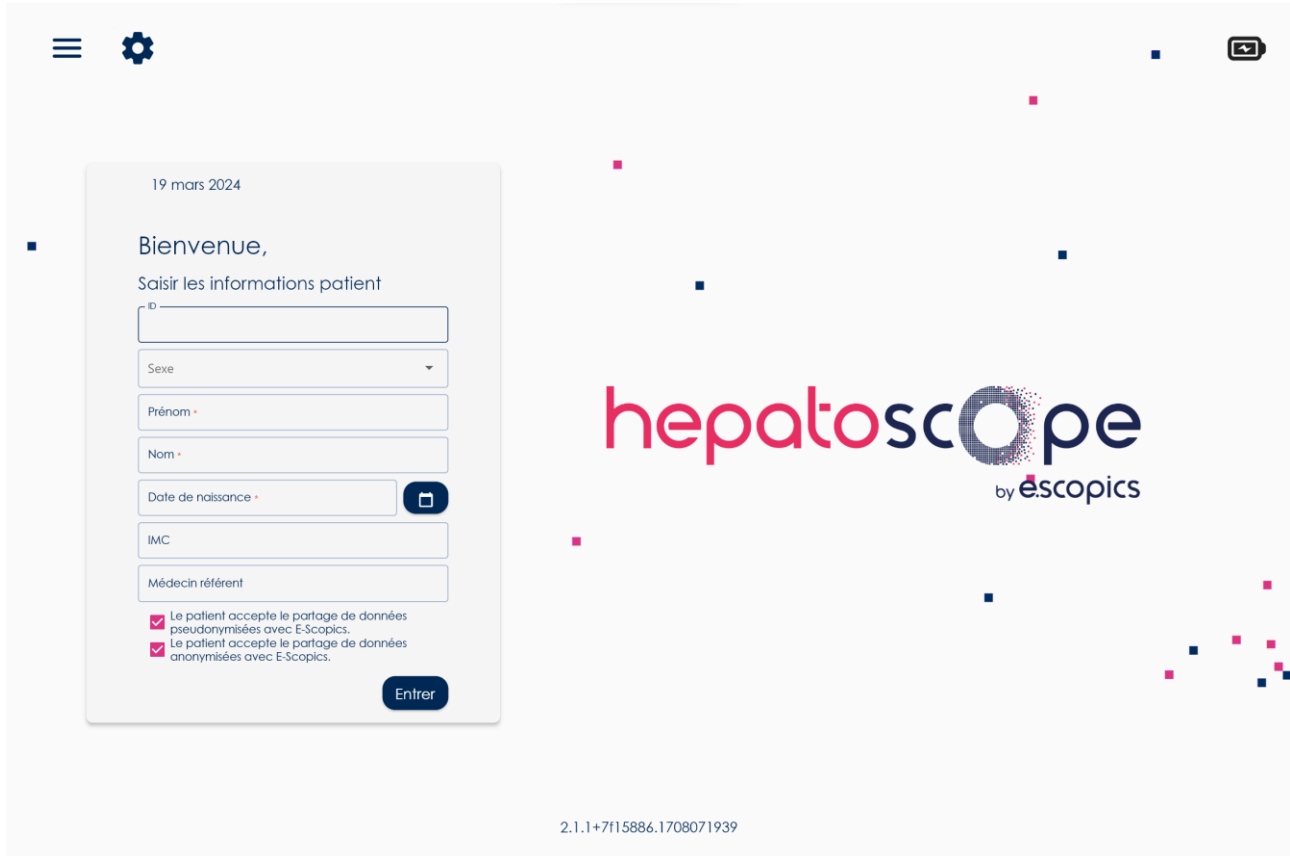 19 mars 2024
Bienvenue,
Saisir les informations patient
ID
Sexe
Prénom *
Nom *
Date de naissance *
IMC
Médecin référent
Le patient accepte le partage de données
pseudonymisées avec E-Scopics.
Le patient accepte le partage de données
anonymisées avec E-Scopics.
Entrer
hepatoscope
by e.scopics
2.1.1+7f15886.1708071939